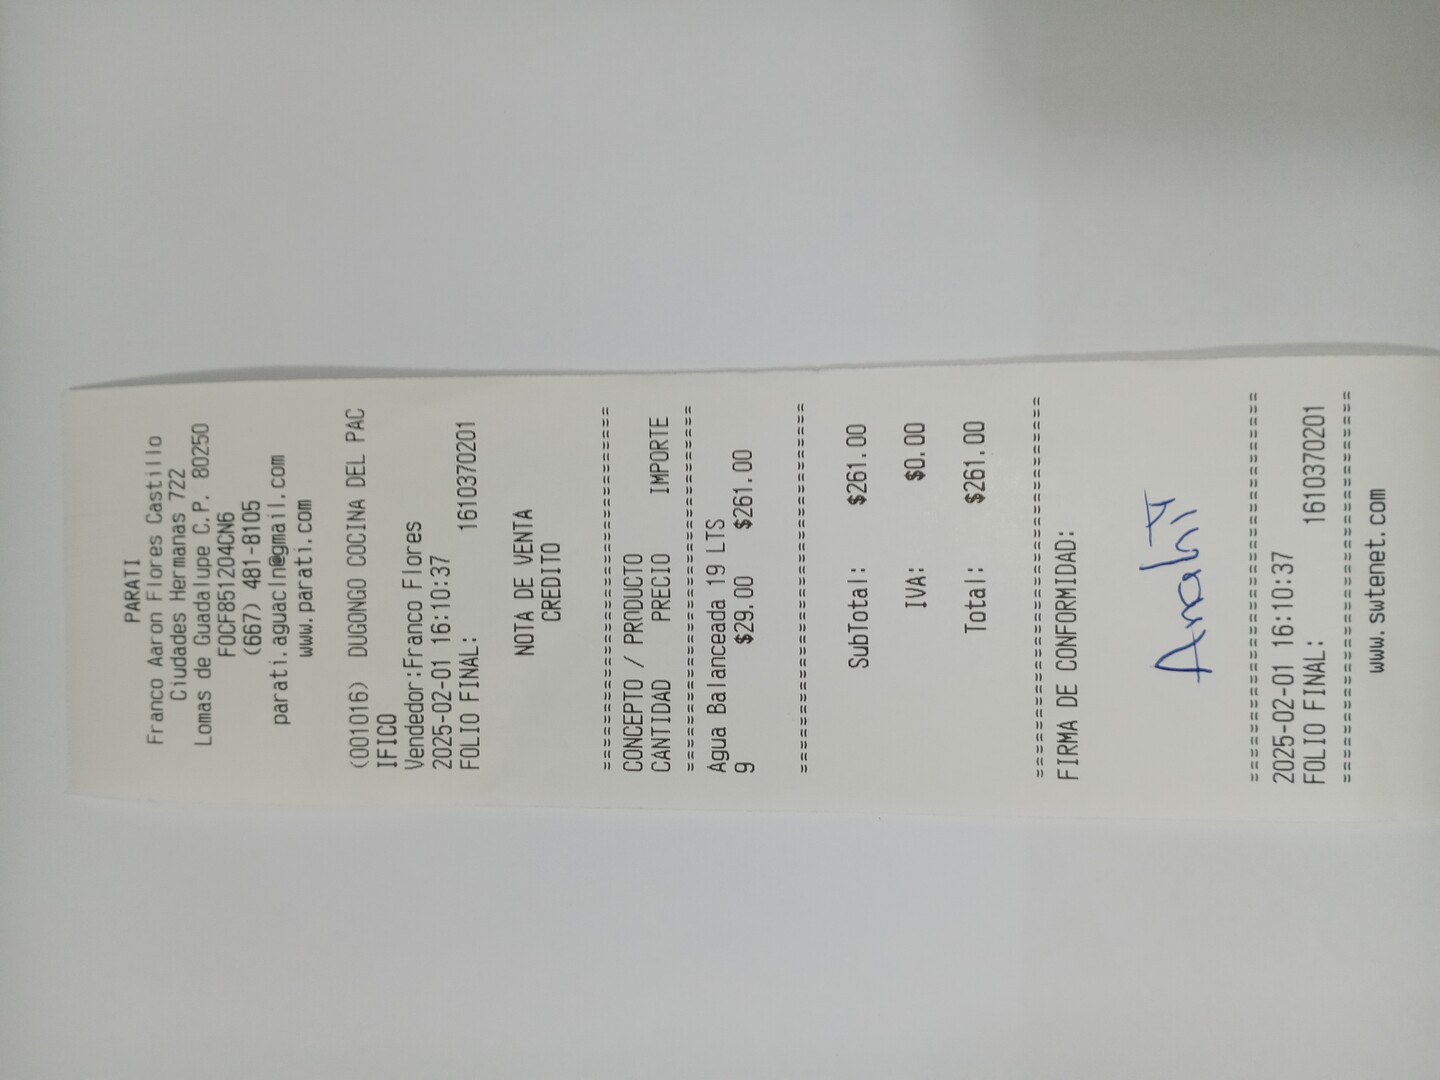 PARATI
Franco Aaron Flores Castillo
Ciudades Hermanas 722
Lomas de Guadalupe C.P. 80250
FOCF851204CN6
(667) 481-8105
parati.aguacln@gmail.com
www.parati.com
(001016) DUGONGO COCINA DEL PAC
IFICO
Vendedor:Franco Flores
2025-02-01 16:10:37
FOLIO FINAL: 1610370201
NOTA DE VENTA
CREDITO
================================
CONCEPTO / PRODUCTO
CANTIDAD PRECIO IMPORTE
================================
Agua Balanceada 19 LTS
9 $29.00 $261.00
================================
SubTotal: $261.00
IVA: $0.00
Total: $261.00
================================
FIRMA DE CONFORMIDAD:
================================
2025-02-01 16:10:37
FOLIO FINAL: 1610370201
================================
www.swtenet.com